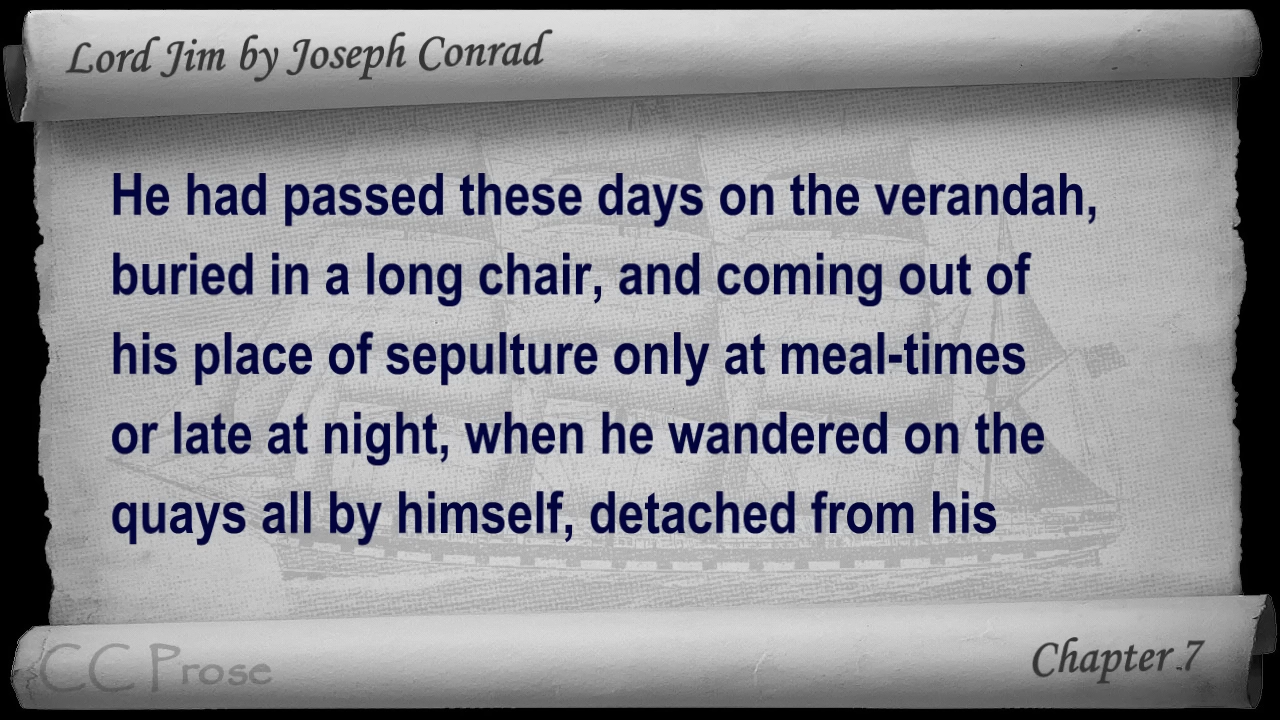 Lord Jim by Joseph Conrad
He had passed these days on the verandah,
buried in a long chair, and coming out of
his place of sepulture only at meal-times
or late at night, when he wandered on the
quays all by himself, detached from his
CC Prose
Chapter 7